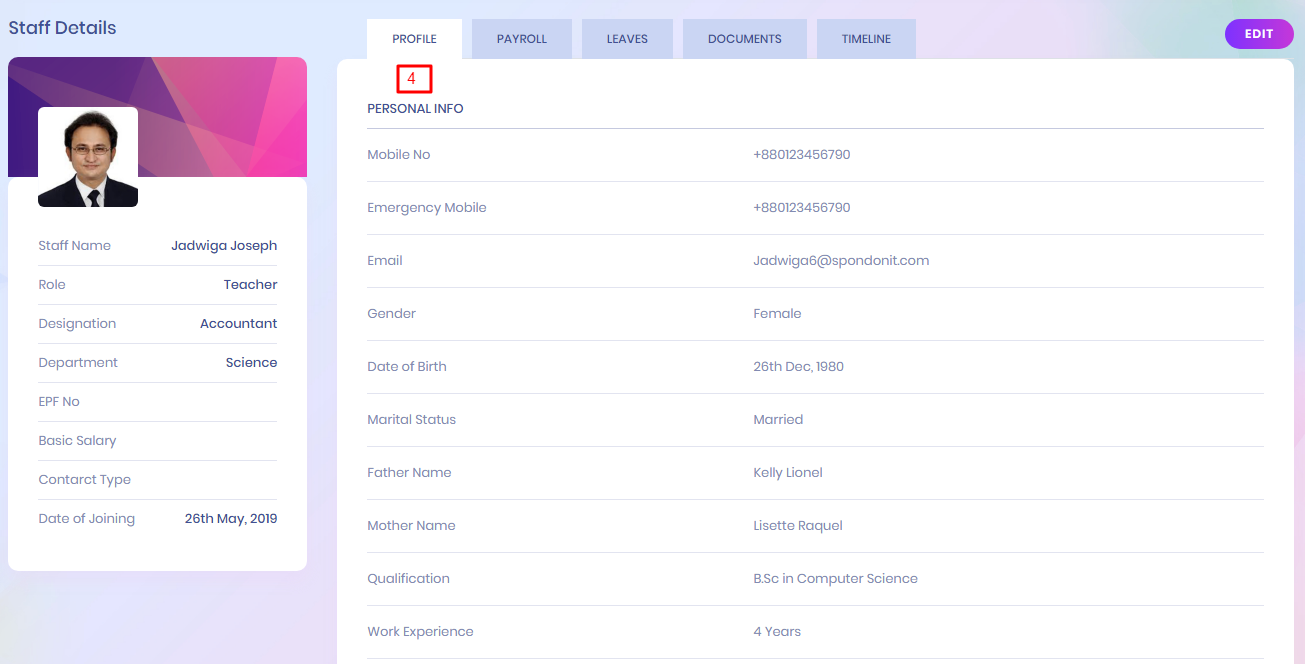 Staff Details
PROFILE PAYROLL LEAVES DOCUMENTS TIMELINE
EDIT
4
Staff Name Jadwiga Joseph
Role Teacher
Designation Accountant
Department Science
EPF No
Basic Salary
Contarct Type
Date of Joining 26th May, 2019
PERSONAL INFO
Mobile No +880123456790
Emergency Mobile +880123456790
Email Jadwiga6@spondonit.com
Gender Female
Date of Birth 26th Dec, 1980
Marital Status Married
Father Name Kelly Lionel
Mother Name Lisette Raquel
Qualification B.Sc in Computer Science
Work Experience 4 Years